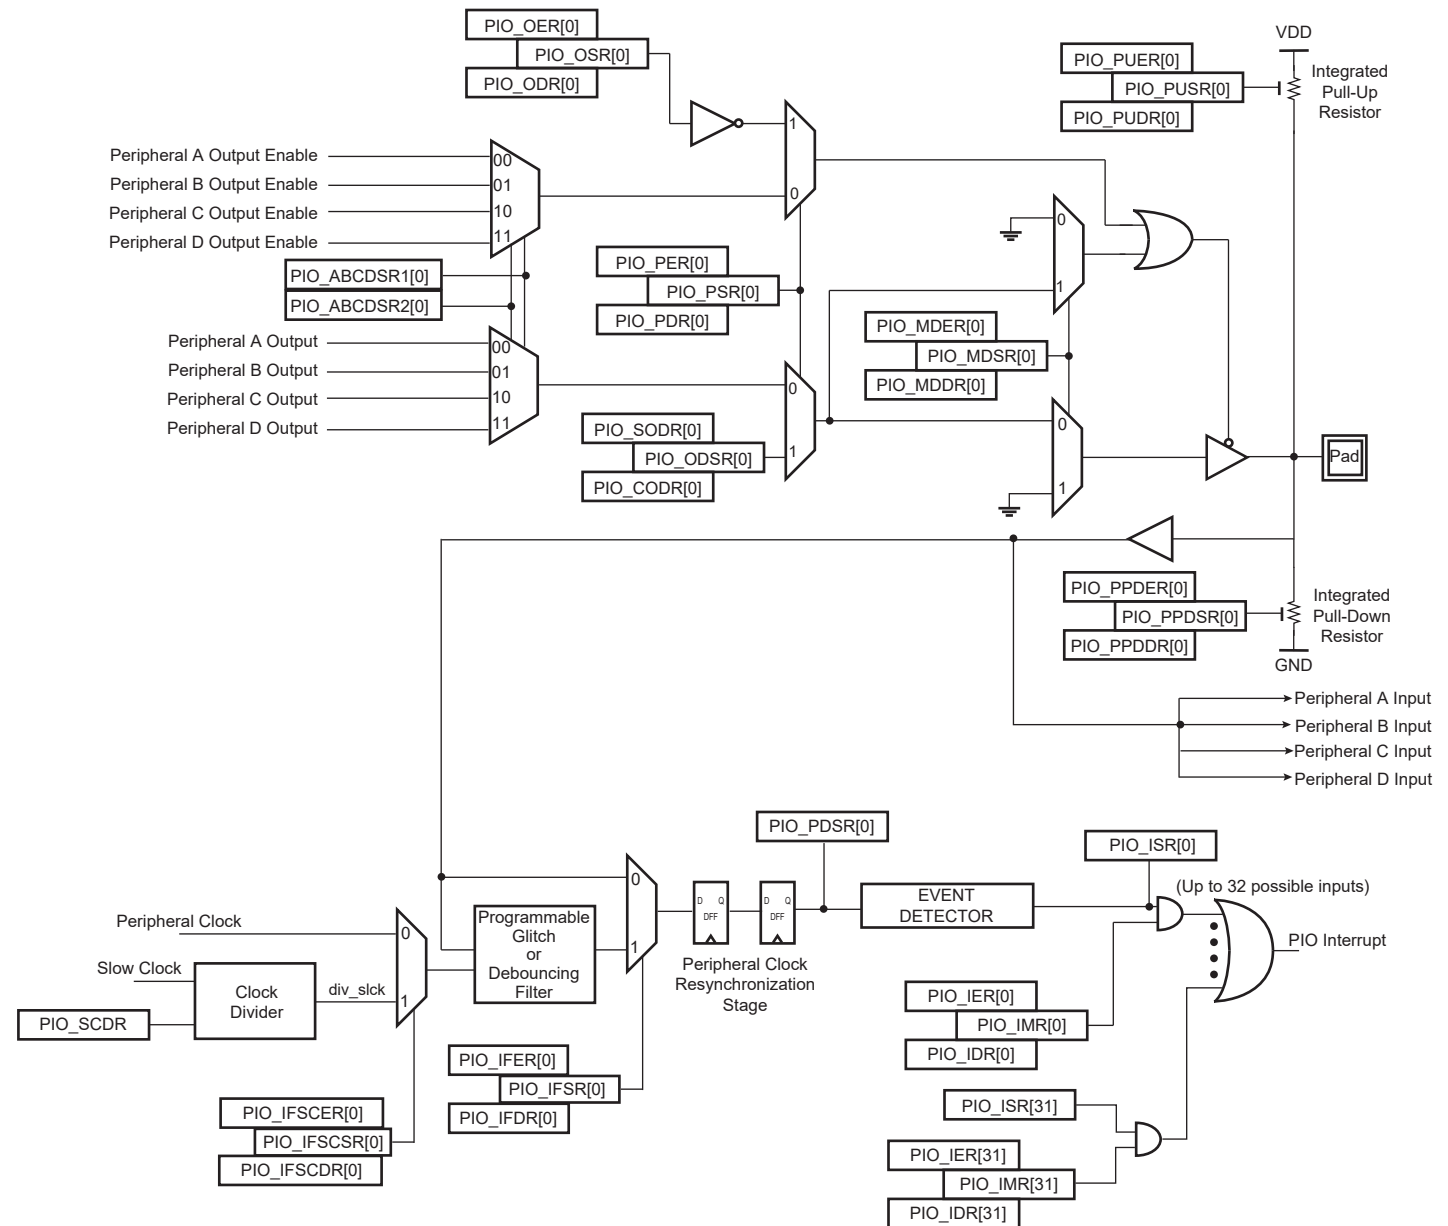 PIO_OER[0]
PIO_OSR[0]
PIO_ODR[0]
1
0
Peripheral A Output Enable
Peripheral B Output Enable
Peripheral C Output Enable
Peripheral D Output Enable
00
01
10
11
PIO_ABCDSR1[0]
PIO_ABCDSR2[0]
PIO_PER[0]
PIO_PSR[0]
PIO_PDR[0]
Peripheral A Output
Peripheral B Output
Peripheral C Output
Peripheral D Output
00
01
10
11
0
1
PIO_SODR[0]
PIO_ODSR[0]
PIO_CODR[0]
0
1
PIO_MDER[0]
PIO_MDSR[0]
PIO_MDDR[0]
0
1
VDD
PIO_PUER[0]
PIO_PUSR[0]
PIO_PUDR[0]
Integrated
Pull-Up
Resistor
Pad
PIO_PPDER[0]
PIO_PPDSR[0]
PIO_PPDDR[0]
Integrated
Pull-Down
Resistor
GND
Peripheral A Input
Peripheral B Input
Peripheral C Input
Peripheral D Input
Peripheral Clock
Slow Clock
PIO_SCDR
Clock
Divider
div_slck
0
1
PIO_IFSCER[0]
PIO_IFSCSR[0]
PIO_IFSCDR[0]
Programmable
Glitch
or
Debouncing
Filter
PIO_IFER[0]
PIO_IFSR[0]
PIO_IFDR[0]
0
1
D Q
DFF
D Q
DFF
Peripheral Clock
Resynchronization
Stage
PIO_PDSR[0]
EVENT
DETECTOR
PIO_ISR[0]
(Up to 32 possible inputs)
PIO Interrupt
PIO_IER[0]
PIO_IMR[0]
PIO_IDR[0]
PIO_ISR[31]
PIO_IER[31]
PIO_IMR[31]
PIO_IDR[31]